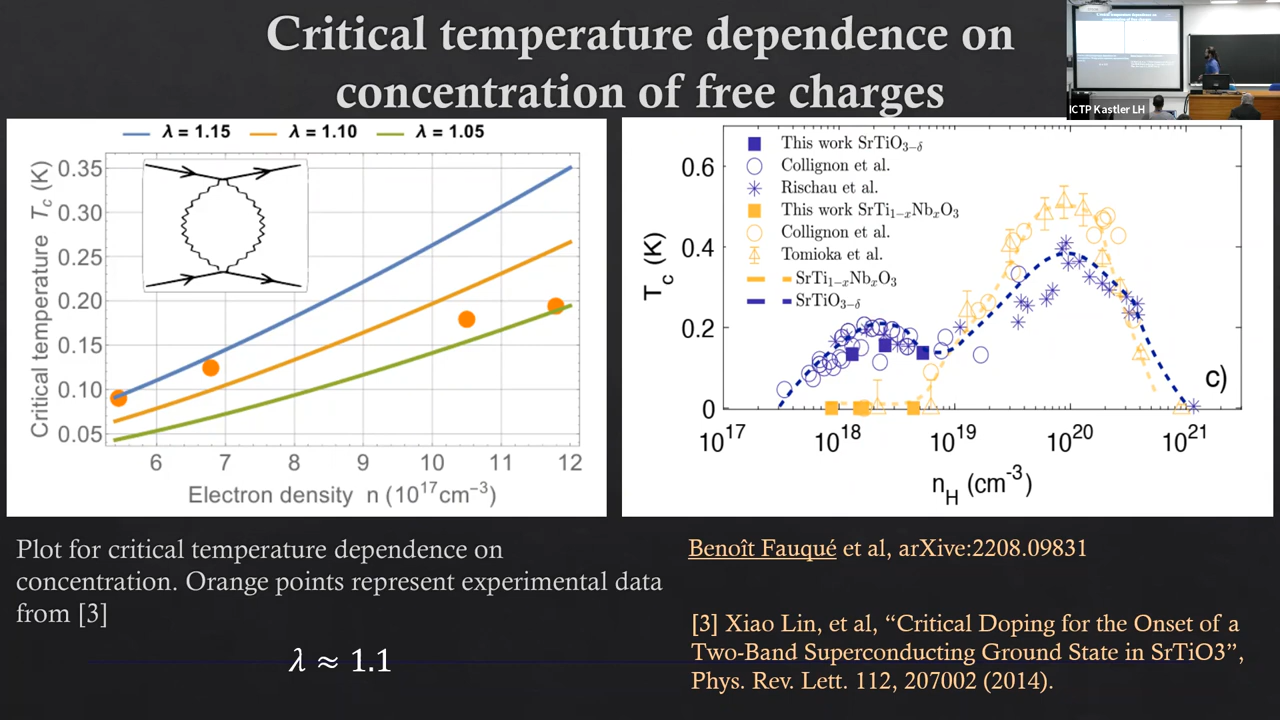 Critical temperature dependence on
concentration of free charges
ICTP Kastler LH
λ = 1.15 λ = 1.10 λ = 1.05
Critical temperature T_c (K)
0.35
0.30
0.25
0.20
0.15
0.10
0.05
6 7 8 9 10 11 12
Electron density n (10^17 cm^−3)
This work SrTiO3−δ
Collignon et al.
Rischau et al.
This work SrTi1−xNbxO3
Collignon et al.
Tomioka et al.
SrTi1−xNbxO3
SrTiO3−δ
T_c (K)
0.6
0.4
0.2
0
c)
10^17 10^18 10^19 10^20 10^21
n_H (cm^-3)
Plot for critical temperature dependence on
concentration. Orange points represent experimental data
from [3]
λ ≈ 1.1
Benoît Fauqué et al, arXive:2208.09831
[3] Xiao Lin, et al, “Critical Doping for the Onset of a
Two-Band Superconducting Ground State in SrTiO3”,
Phys. Rev. Lett. 112, 207002 (2014).